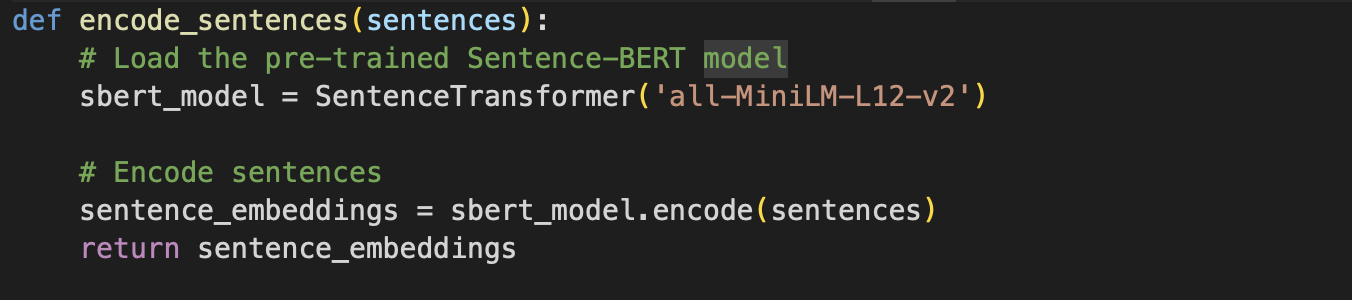 def encode_sentences(sentences):
    # Load the pre-trained Sentence-BERT model
    sbert_model = SentenceTransformer('all-MiniLM-L12-v2')

    # Encode sentences
    sentence_embeddings = sbert_model.encode(sentences)
    return sentence_embeddings